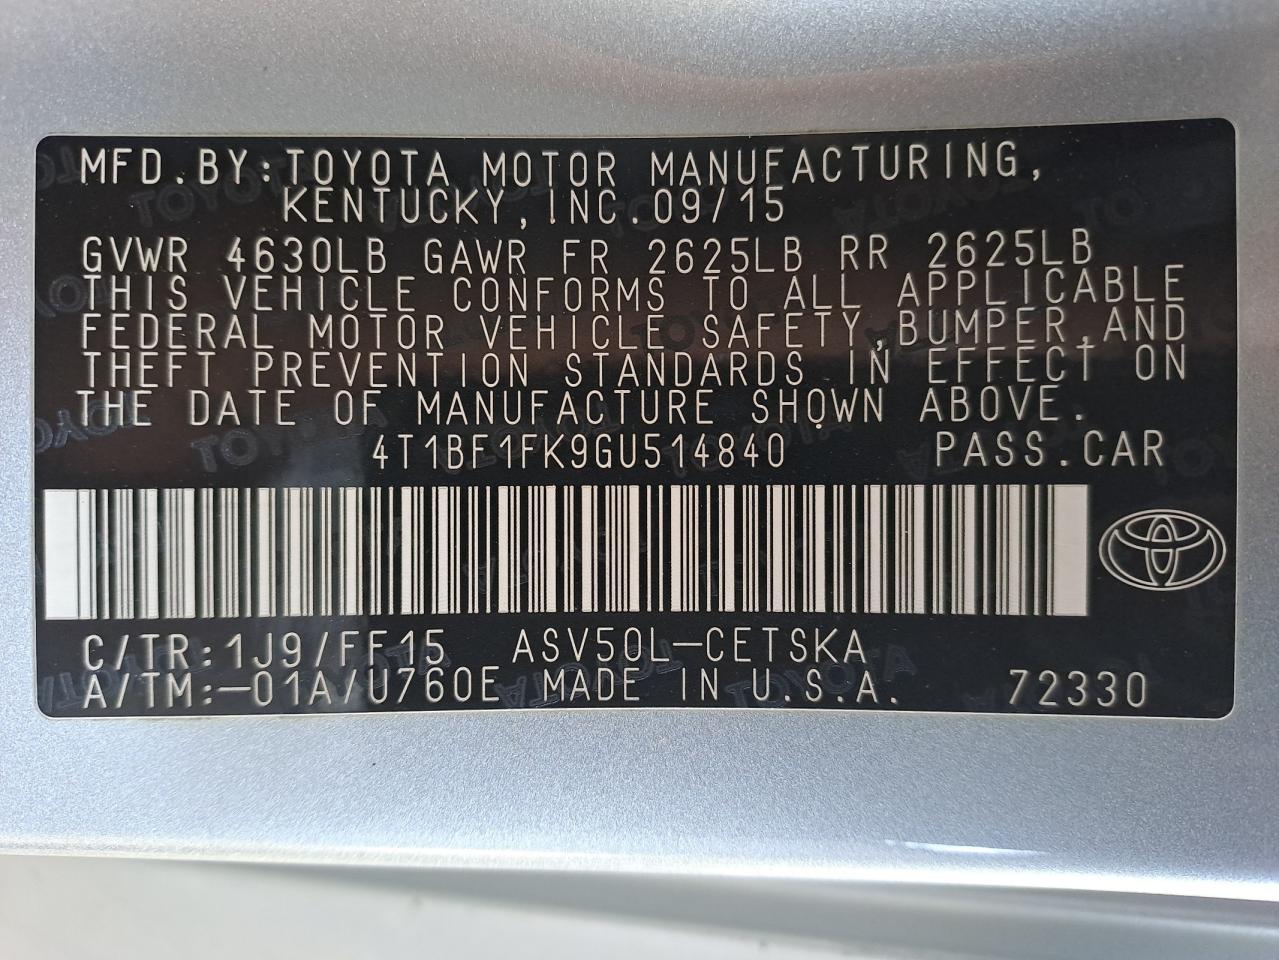 MFD.BY:TOYOTA MOTOR MANUFACTURING,
KENTUCKY,INC.09/15
GVWR 4630LB GAWR FR 2625LB RR 2625LB
THIS VEHICLE CONFORMS TO ALL APPLICABLE
FEDERAL MOTOR VEHICLE SAFETY,BUMPER,AND
THEFT PREVENTION STANDARDS IN EFFECT ON
THE DATE OF MANUFACTURE SHOWN ABOVE.
4T1BF1FK9GU514840 PASS.CAR
C/TR:1J9/FF15 ASV50L-CETSKA
A/TM:-01A/U760E MADE IN U.S.A. 72330